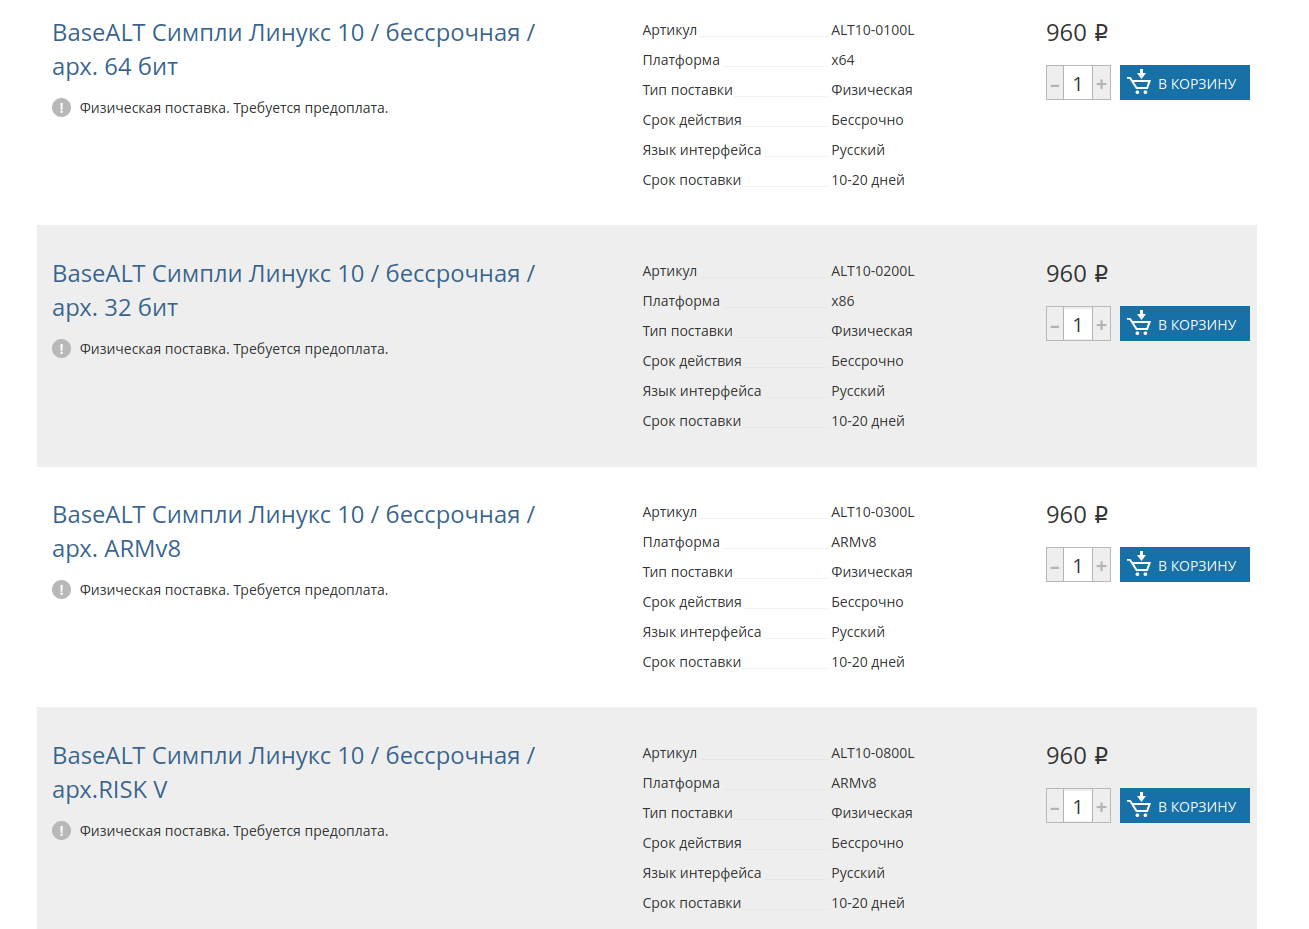 BaseALT Симпли Линукс 10 / бессрочная /
арх. 64 бит
! Физическая поставка. Требуется предоплата.
Артикул ALT10-0100L
Платформа x64
Тип поставки Физическая
Срок действия Бессрочно
Язык интерфейса Русский
Срок поставки 10-20 дней
960 ₽
– 1 + В КОРЗИНУ
BaseALT Симпли Линукс 10 / бессрочная /
арх. 32 бит
! Физическая поставка. Требуется предоплата.
Артикул ALT10-0200L
Платформа x86
Тип поставки Физическая
Срок действия Бессрочно
Язык интерфейса Русский
Срок поставки 10-20 дней
960 ₽
– 1 + В КОРЗИНУ
BaseALT Симпли Линукс 10 / бессрочная /
арх. ARMv8
! Физическая поставка. Требуется предоплата.
Артикул ALT10-0300L
Платформа ARMv8
Тип поставки Физическая
Срок действия Бессрочно
Язык интерфейса Русский
Срок поставки 10-20 дней
960 ₽
– 1 + В КОРЗИНУ
BaseALT Симпли Линукс 10 / бессрочная /
арх.RISK V
! Физическая поставка. Требуется предоплата.
Артикул ALT10-0800L
Платформа ARMv8
Тип поставки Физическая
Срок действия Бессрочно
Язык интерфейса Русский
Срок поставки 10-20 дней
960 ₽
– 1 + В КОРЗИНУ